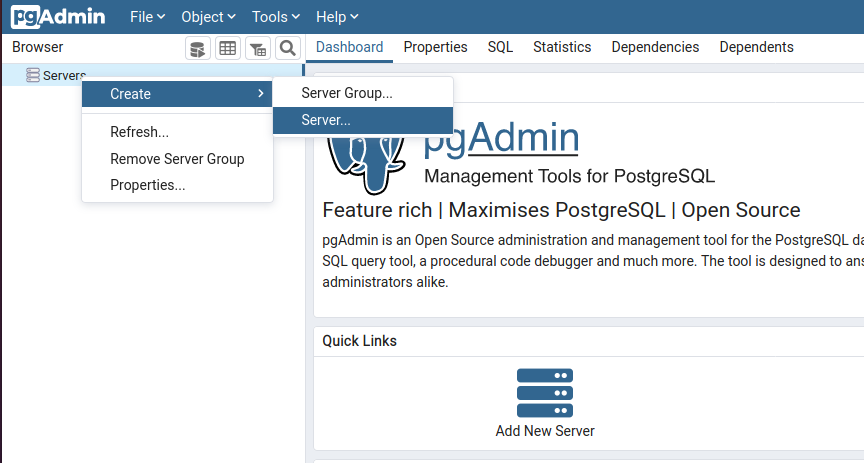 pgAdmin File Object Tools Help
Browser
Dashboard Properties SQL Statistics Dependencies Dependents
Servers
Create
Refresh...
Remove Server Group
Properties...
Server Group...
Server...
pgAdmin
Management Tools for PostgreSQL
Feature rich | Maximises PostgreSQL | Open Source
pgAdmin is an Open Source administration and management tool for the PostgreSQL da
SQL query tool, a procedural code debugger and much more. The tool is designed to an
administrators alike.
Quick Links
Add New Server